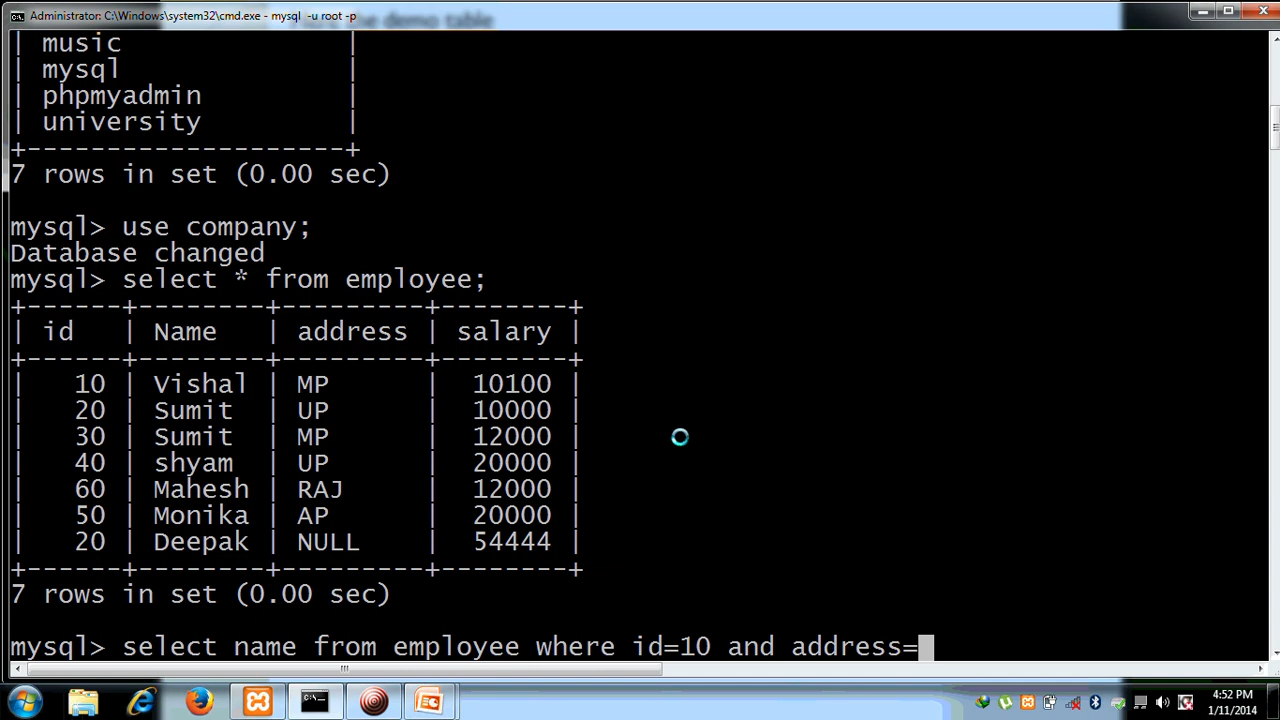 Administrator: C:\Windows\system32\cmd.exe - mysql -u root -p
the demo table
| music |
| mysql |
| phpmyadmin |
| university |
+--------------------+
7 rows in set (0.00 sec)
mysql> use company;
Database changed
mysql> select * from employee;
+------+--------+---------+--------+
| id | Name | address | salary |
+------+--------+---------+--------+
| 10 | Vishal | MP | 10100 |
| 20 | Sumit | UP | 10000 |
| 30 | Sumit | MP | 12000 |
| 40 | shyam | UP | 20000 |
| 60 | Mahesh | RAJ | 12000 |
| 50 | Monika | AP | 20000 |
| 20 | Deepak | NULL | 54444 |
+------+--------+---------+--------+
7 rows in set (0.00 sec)
mysql> select name from employee where id=10 and address=
4:52 PM
1/11/2014